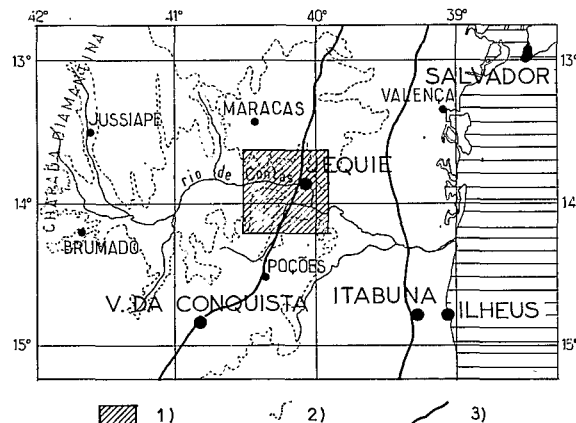 42° 41° 40° 39°
13° 13°
SALVADOR
VALENÇA
MARACAS
JUSSIAPE
CHAPADA DIAMANTINA
JEQUIE
rio de Contas
14° 14°
BRUMADO
POÇÕES
V. DA CONQUISTA
ITABUNA
ILHEUS
15° 15°
1) 2) 3)